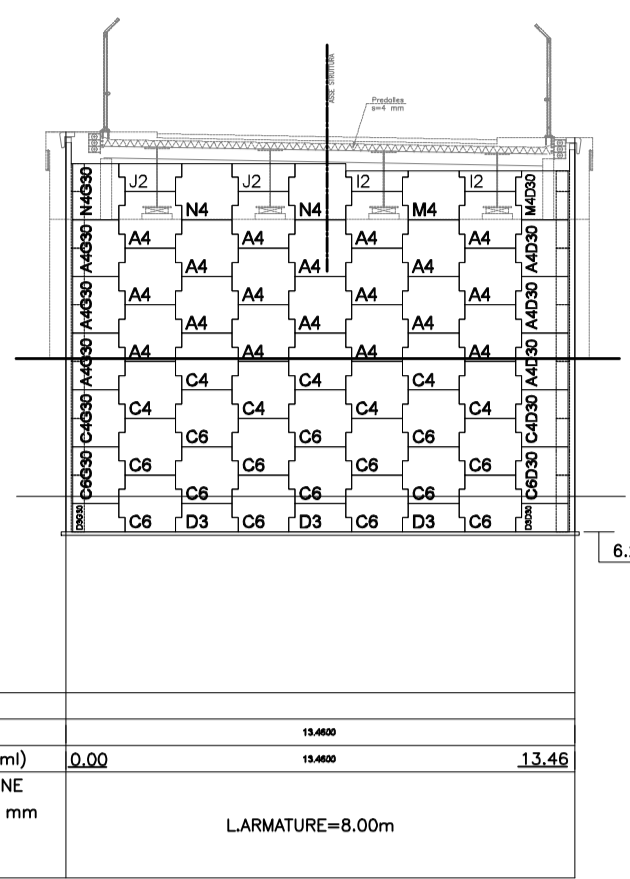 ASSE STRUTTURA
Predalles
s=4 mm
N4G30 J2 J2 I2 I2 M4D30
N4 N4 M4
A4G30 A4 A4 A4 A4 A4D30
A4 A4 A4
A4G30 A4 A4 A4 A4 A4D30
A4 A4 A4
A4G30 A4 A4 A4 A4 A4D30
C4 C4 C4
C4G30 C4 C4 C4 C4 C4D30
C6 C6 C6
C6G30 C6 C6 C6 C6 C6D30
C6 C6 C6
D3G30 C6 D3 C6 D3 C6 D3 C6 D3D30
6.
13.4600
ml) 0.00 13.4600 13.46
NE
mm
L.ARMATURE=8.00m